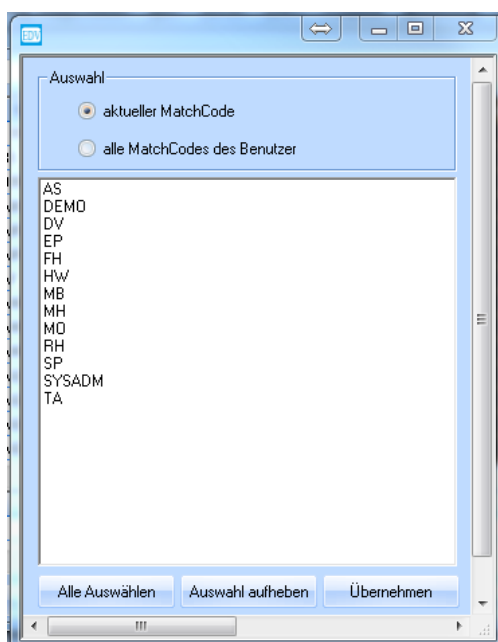 EDV
Auswahl
aktueller MatchCode
alle MatchCodes des Benutzer
AS
DEMO
DV
EP
FH
HW
MB
MH
MO
RH
SP
SYSADM
TA
Alle Auswählen Auswahl aufheben Übernehmen